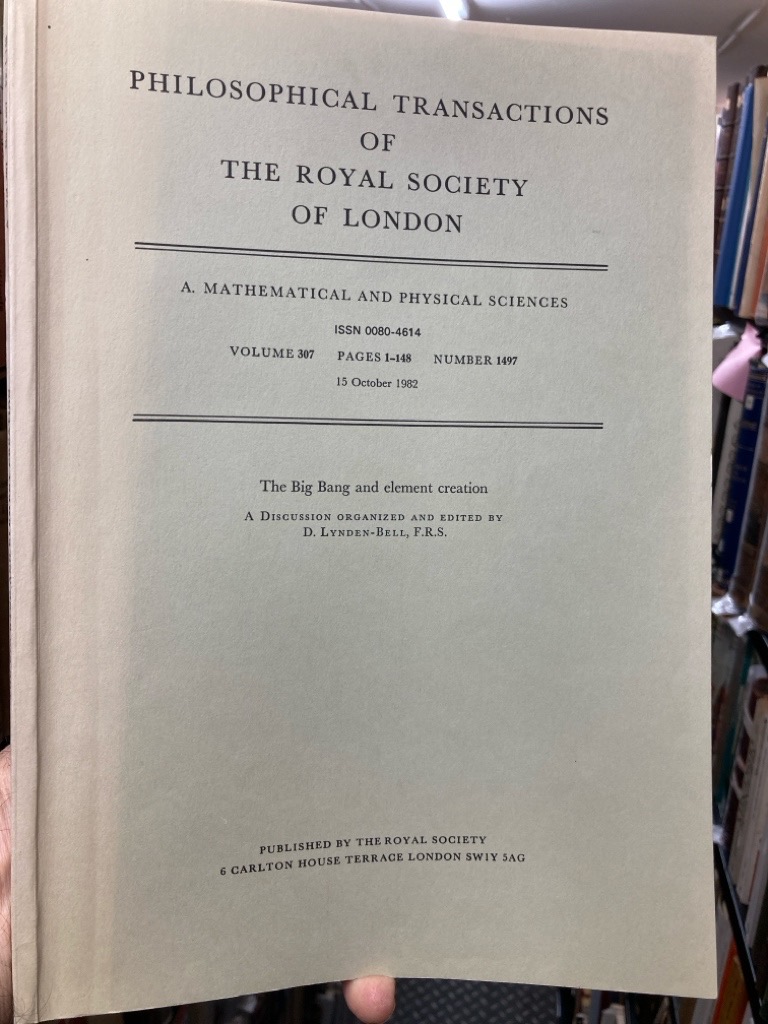 PHILOSOPHICAL TRANSACTIONS
OF
THE ROYAL SOCIETY
OF LONDON
A. MATHEMATICAL AND PHYSICAL SCIENCES
ISSN 0080-4614
VOLUME 307 PAGES 1–148 NUMBER 1497
15 October 1982
The Big Bang and element creation
A DISCUSSION ORGANIZED AND EDITED BY
D. LYNDEN-BELL, F.R.S.
PUBLISHED BY THE ROYAL SOCIETY
6 CARLTON HOUSE TERRACE LONDON SW1Y 5AG